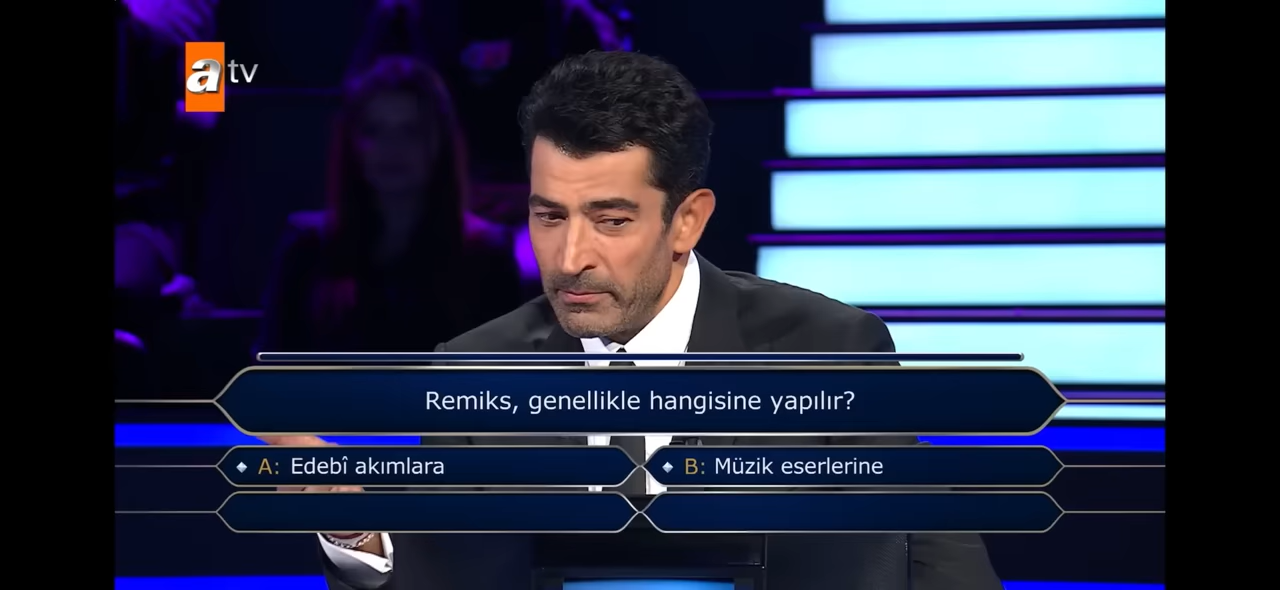 atv
Remiks, genellikle hangisine yapılır?
A: Edebî akımlara
B: Müzik eserlerine